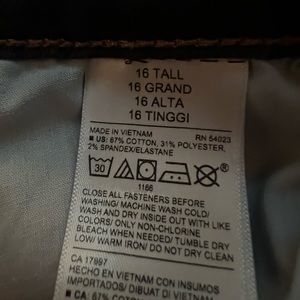 16 TALL
16 GRAND
16 ALTA
16 TINGGI
MADE IN VIETNAM RN 54023
■ US: 67% COTTON, 31% POLYESTER,
2% SPANDEX/ELASTANE
30
1166
CLOSE ALL FASTENERS BEFORE
WASHING/ MACHINE WASH COLD/
WASH AND DRY INSIDE OUT WITH LIKE
COLORS/ ONLY NON-CHLORINE
BLEACH WHEN NEEDED/ TUMBLE DRY
LOW/ WARM IRON/ DO NOT DRY CLEAN
CA 17897
HECHO EN VIETNAM CON INSUMOS
IMPORTADOS/ DIBUAT DI VIETNAM
■ CA: 67% COTTON